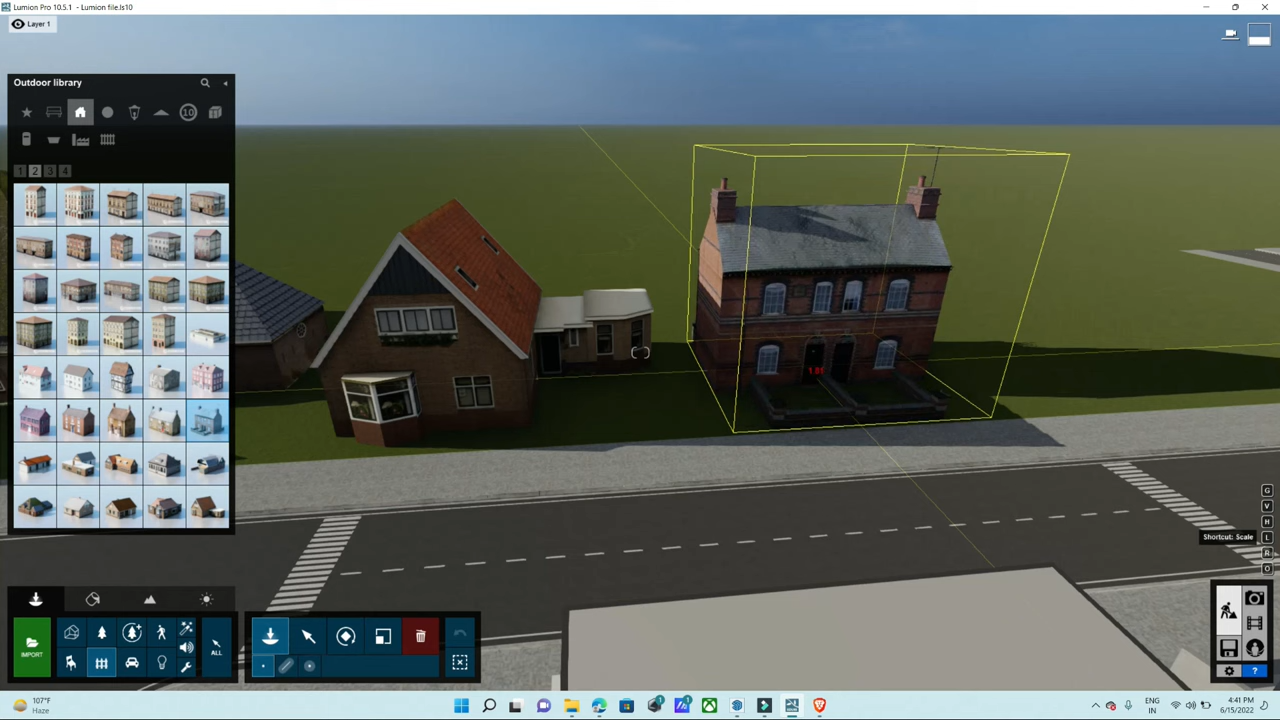 Lumion Pro 10.5.1 - Lumion file.ls10
Layer 1
Outdoor library
10
1 2 3 4
G
V
H
Shortcut: Scale
L
R
O
IMPORT
ALL
?
107°F
Haze
ENG
IN
4:41 PM
6/15/2022